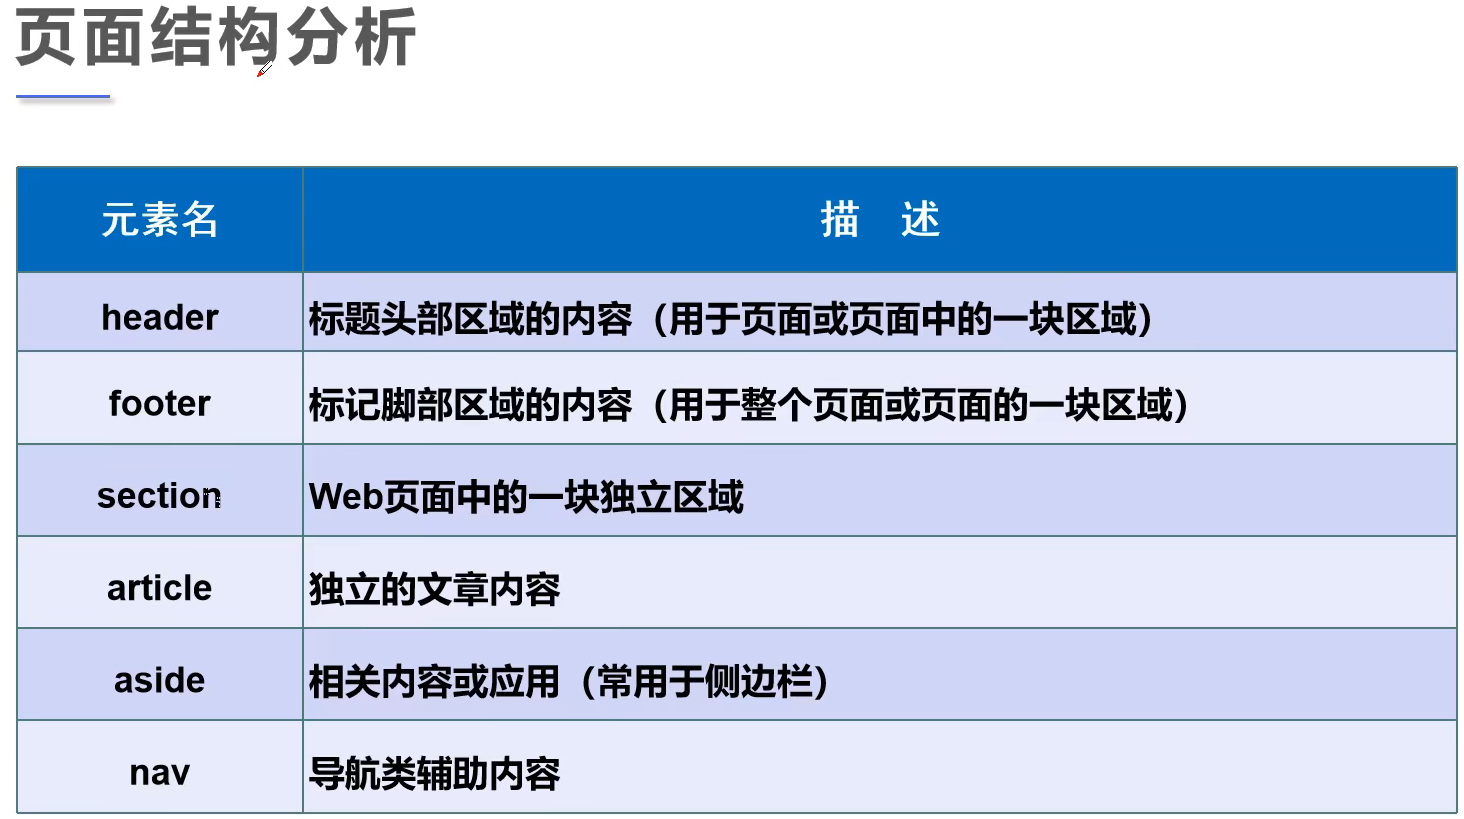 页面结构分析
元素名 描 述
header 标题头部区域的内容（用于页面或页面中的一块区域）
footer 标记脚部区域的内容（用于整个页面或页面的一块区域）
section Web页面中的一块独立区域
article 独立的文章内容
aside 相关内容或应用（常用于侧边栏）
nav 导航类辅助内容